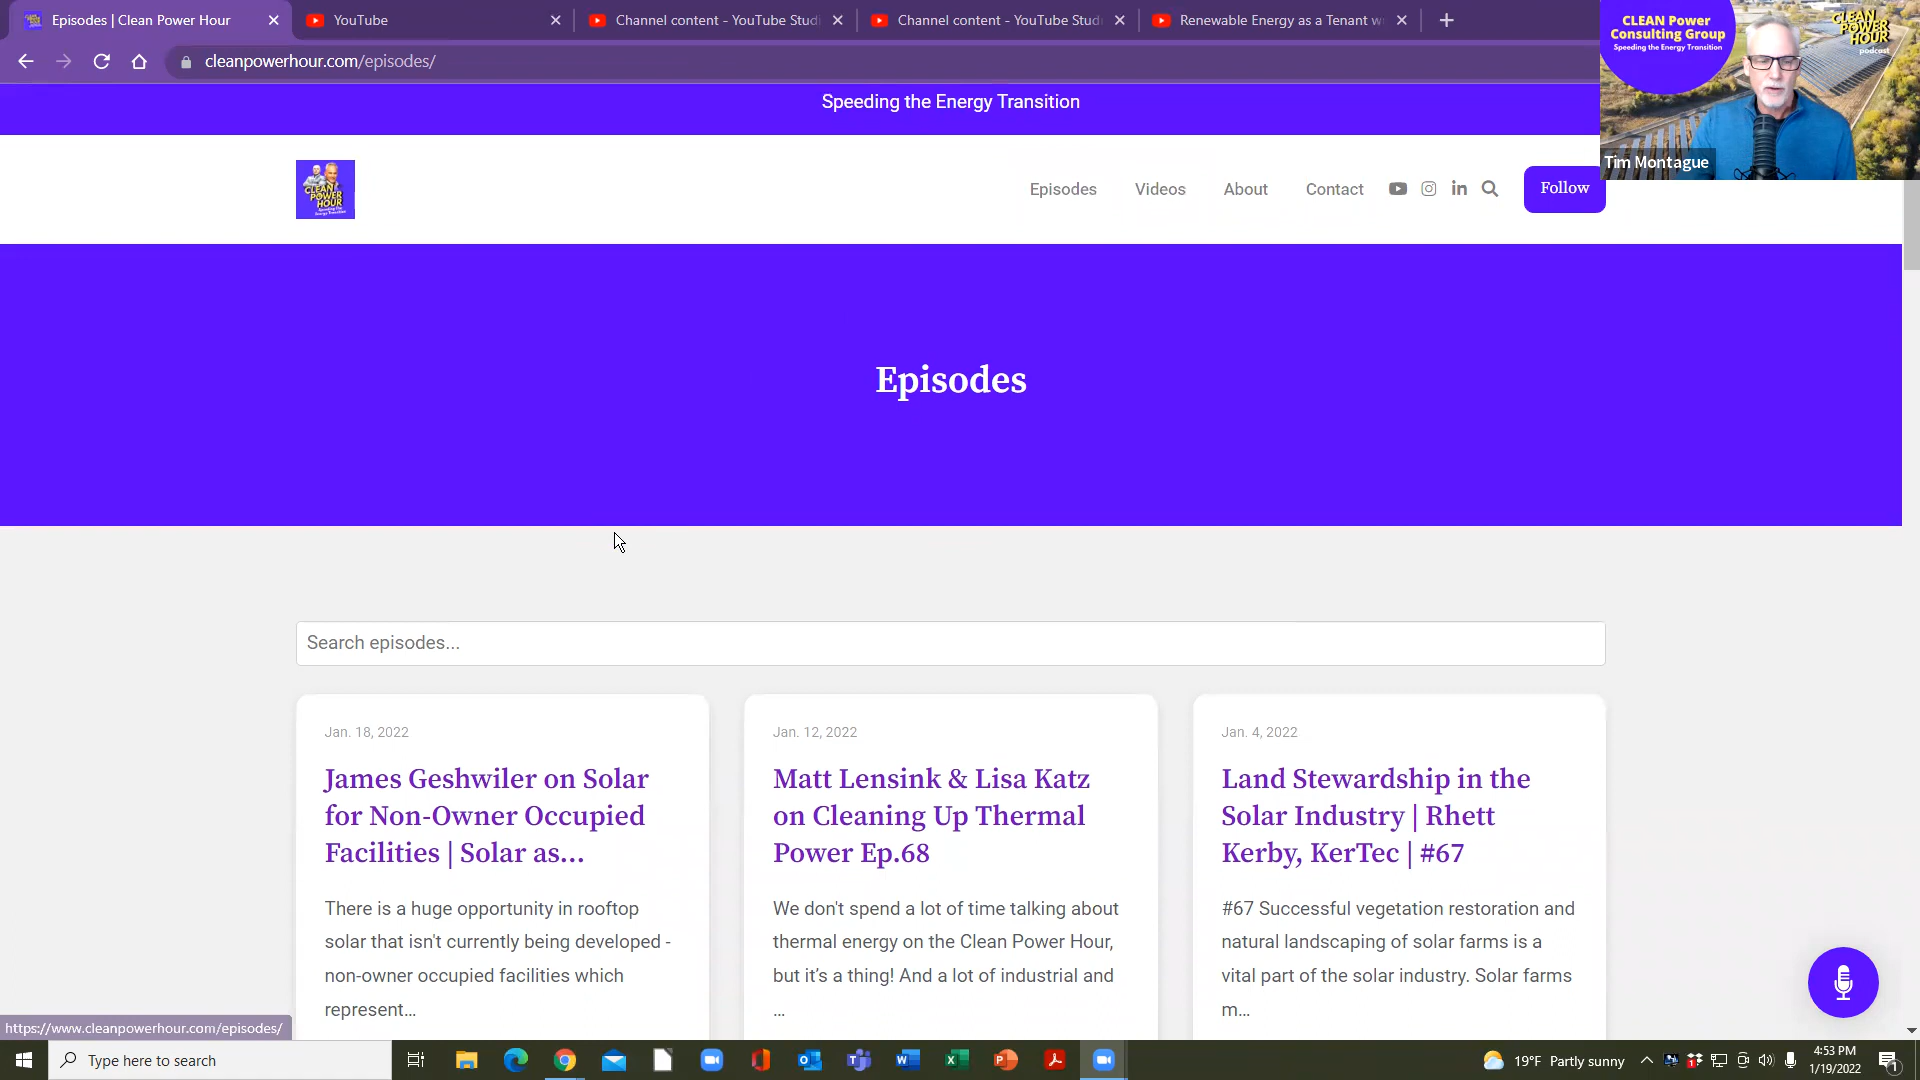 Episodes | Clean Power Hour
YouTube
Channel content - YouTube Studi
Channel content - YouTube Studi
Renewable Energy as a Tenant w
cleanpowerhour.com/episodes/
CLEAN Power
Consulting Group
Speeding the Energy Transition
CLEAN
POWER
HOUR
podcast
Tim Montague
Speeding the Energy Transition
CLEAN
POWER
HOUR
Speeding the
Energy Transition
Episodes
Videos
About
Contact
Follow
Episodes
Search episodes...
Jan. 18, 2022
James Geshwiler on Solar
for Non-Owner Occupied
Facilities | Solar as...
There is a huge opportunity in rooftop
solar that isn't currently being developed -
non-owner occupied facilities which
represent...
Jan. 12, 2022
Matt Lensink & Lisa Katz
on Cleaning Up Thermal
Power Ep.68
We don't spend a lot of time talking about
thermal energy on the Clean Power Hour,
but it’s a thing! And a lot of industrial and
...
Jan. 4, 2022
Land Stewardship in the
Solar Industry | Rhett
Kerby, KerTec | #67
#67 Successful vegetation restoration and
natural landscaping of solar farms is a
vital part of the solar industry. Solar farms
m...
https://www.cleanpowerhour.com/episodes/
Type here to search
19°F Partly sunny
4:53 PM
1/19/2022
1